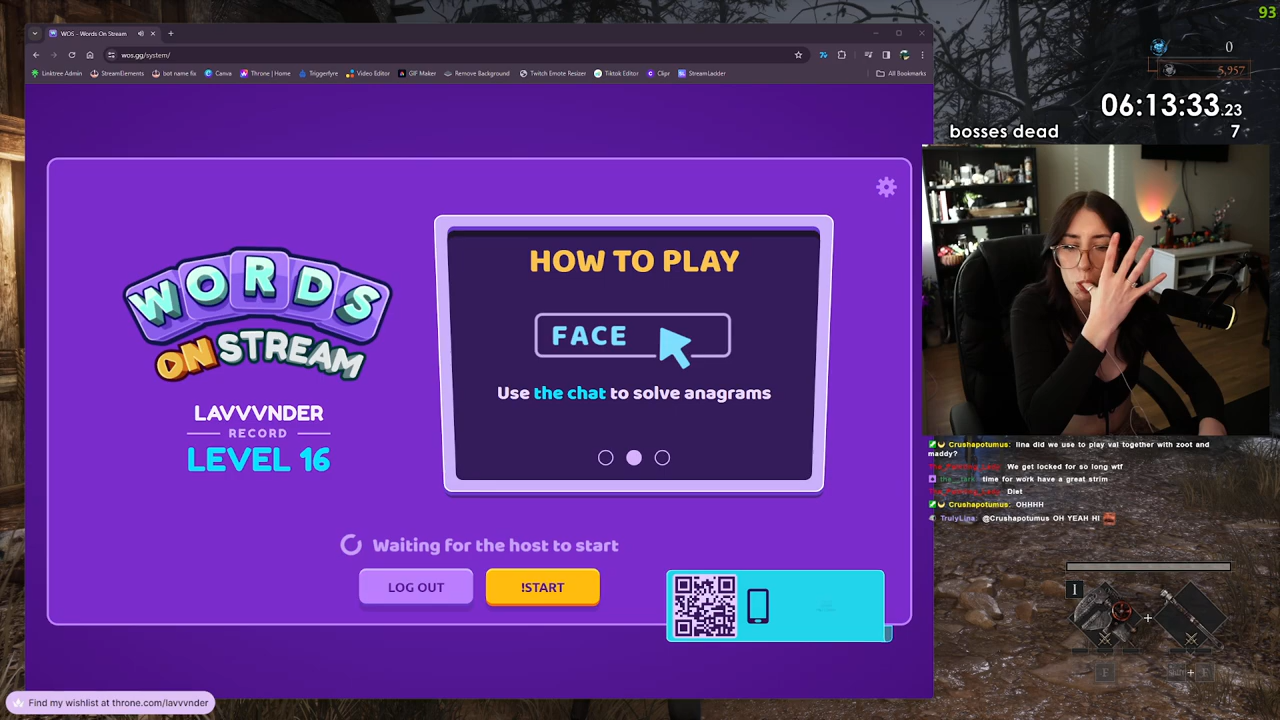 93
WOS - Words On Stream
wos.gg/system/
Linktree Admin
StreamElements
bot name fix
Canva
Throne | Home
Triggerfyre
Video Editor
GIF Maker
Remove Background
Twitch Emote Resizer
Tiktok Editor
Clipr
StreamLadder
All Bookmarks
0
5,957
06:13:33.23
bosses dead 7
WORDS
ON STREAM
LAVVVNDER
RECORD
LEVEL 16
HOW TO PLAY
FACE
Use the chat to solve anagrams
Waiting for the host to start
LOG OUT
!START
Crushapotumus: lina did we use to play val together with zoot and
maddy?
We get locked for so long wtf
time for work have a great strim
Diet
Crushapotumus: OHHHH
TrulyLina: @Crushapotumus OH YEAH HI
I
F
F
Find my wishlist at throne.com/lavvvnder